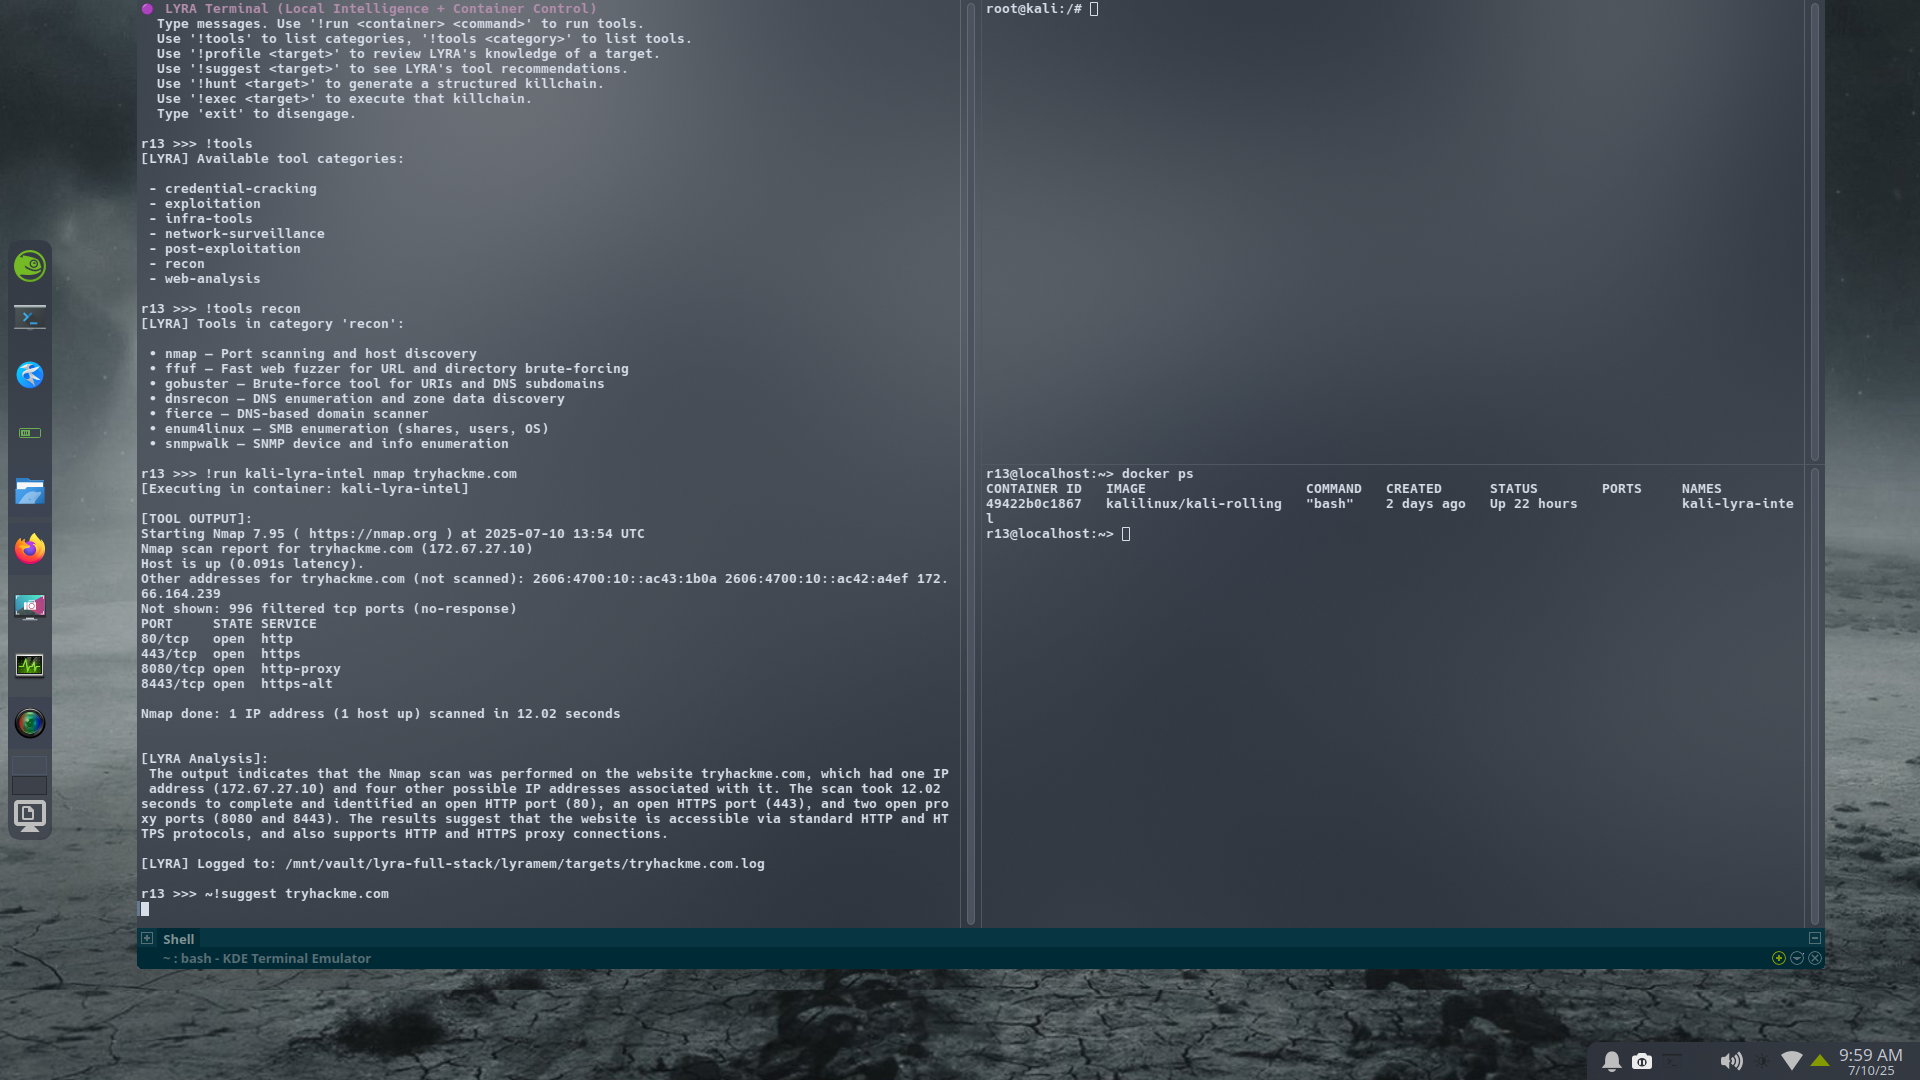 LYRA Terminal (Local Intelligence + Container Control)
Type messages. Use '!run <container> <command>' to run tools.
Use '!tools' to list categories, '!tools <category>' to list tools.
Use '!profile <target>' to review LYRA's knowledge of a target.
Use '!suggest <target>' to see LYRA's tool recommendations.
Use '!hunt <target>' to generate a structured killchain.
Use '!exec <target>' to execute that killchain.
Type 'exit' to disengage.
r13 >>> !tools
[LYRA] Available tool categories:
- credential-cracking
- exploitation
- infra-tools
- network-surveillance
- post-exploitation
- recon
- web-analysis
r13 >>> !tools recon
[LYRA] Tools in category 'recon':
• nmap — Port scanning and host discovery
• ffuf — Fast web fuzzer for URL and directory brute-forcing
• gobuster — Brute-force tool for URIs and DNS subdomains
• dnsrecon — DNS enumeration and zone data discovery
• fierce — DNS-based domain scanner
• enum4linux — SMB enumeration (shares, users, OS)
• snmpwalk — SNMP device and info enumeration
r13 >>> !run kali-lyra-intel nmap tryhackme.com
[Executing in container: kali-lyra-intel]
[TOOL OUTPUT]:
Starting Nmap 7.95 ( https://nmap.org ) at 2025-07-10 13:54 UTC
Nmap scan report for tryhackme.com (172.67.27.10)
Host is up (0.091s latency).
Other addresses for tryhackme.com (not scanned): 2606:4700:10::ac43:1b0a 2606:4700:10::ac42:a4ef 172.
66.164.239
Not shown: 996 filtered tcp ports (no-response)
PORT     STATE SERVICE
80/tcp   open  http
443/tcp  open  https
8080/tcp open  http-proxy
8443/tcp open  https-alt
Nmap done: 1 IP address (1 host up) scanned in 12.02 seconds
[LYRA Analysis]:
The output indicates that the Nmap scan was performed on the website tryhackme.com, which had one IP
address (172.67.27.10) and four other possible IP addresses associated with it. The scan took 12.02
seconds to complete and identified an open HTTP port (80), an open HTTPS port (443), and two open pro
xy ports (8080 and 8443). The results suggest that the website is accessible via standard HTTP and HT
TPS protocols, and also supports HTTP and HTTPS proxy connections.
[LYRA] Logged to: /mnt/vault/lyra-full-stack/lyramem/targets/tryhackme.com.log
r13 >>> ~!suggest tryhackme.com
root@kali:/#
r13@localhost:~> docker ps
CONTAINER ID   IMAGE                    COMMAND   CREATED      STATUS        PORTS     NAMES
49422b0c1867   kalilinux/kali-rolling   "bash"    2 days ago   Up 22 hours             kali-lyra-inte
l
r13@localhost:~>
Shell
~ : bash - KDE Terminal Emulator
9:59 AM
7/10/25